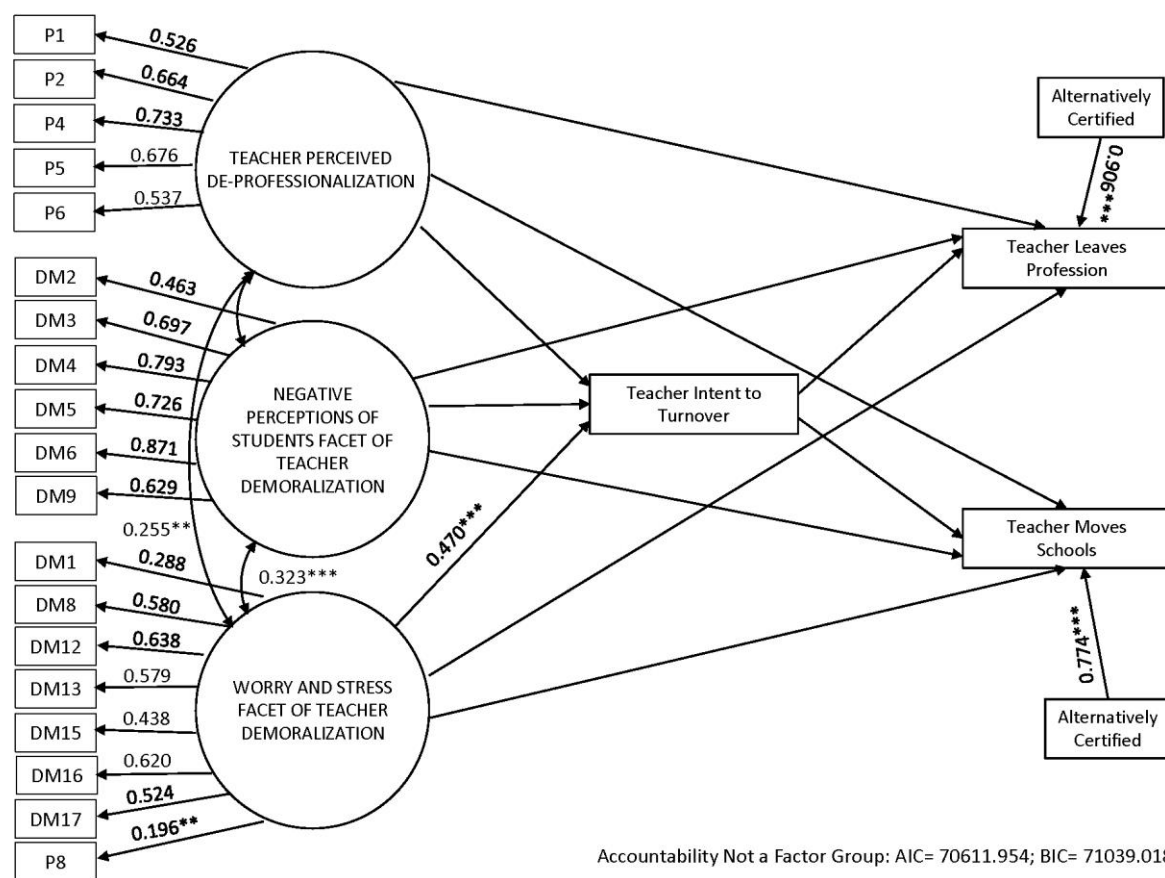 P1
0.526
P2
0.664
P4
0.733
P5
0.676
P6
0.537
TEACHER PERCEIVED
DE-PROFESSIONALIZATION
DM2
0.463
DM3
0.697
DM4
0.793
DM5
0.726
DM6
0.871
DM9
0.629
NEGATIVE
PERCEPTIONS OF
STUDENTS FACET OF
TEACHER
DEMORALIZATION
0.255**
0.323***
DM1
0.288
DM8
0.580
DM12
0.638
DM13
0.579
DM15
0.438
DM16
0.620
DM17
0.524
P8
0.196**
WORRY AND STRESS
FACET OF TEACHER
DEMORALIZATION
0.470***
Teacher Intent to
Turnover
Alternatively
Certified
0.906***
Teacher Leaves
Profession
Teacher Moves
Schools
0.774***
Alternatively
Certified
Accountability Not a Factor Group: AIC= 70611.954; BIC= 71039.018